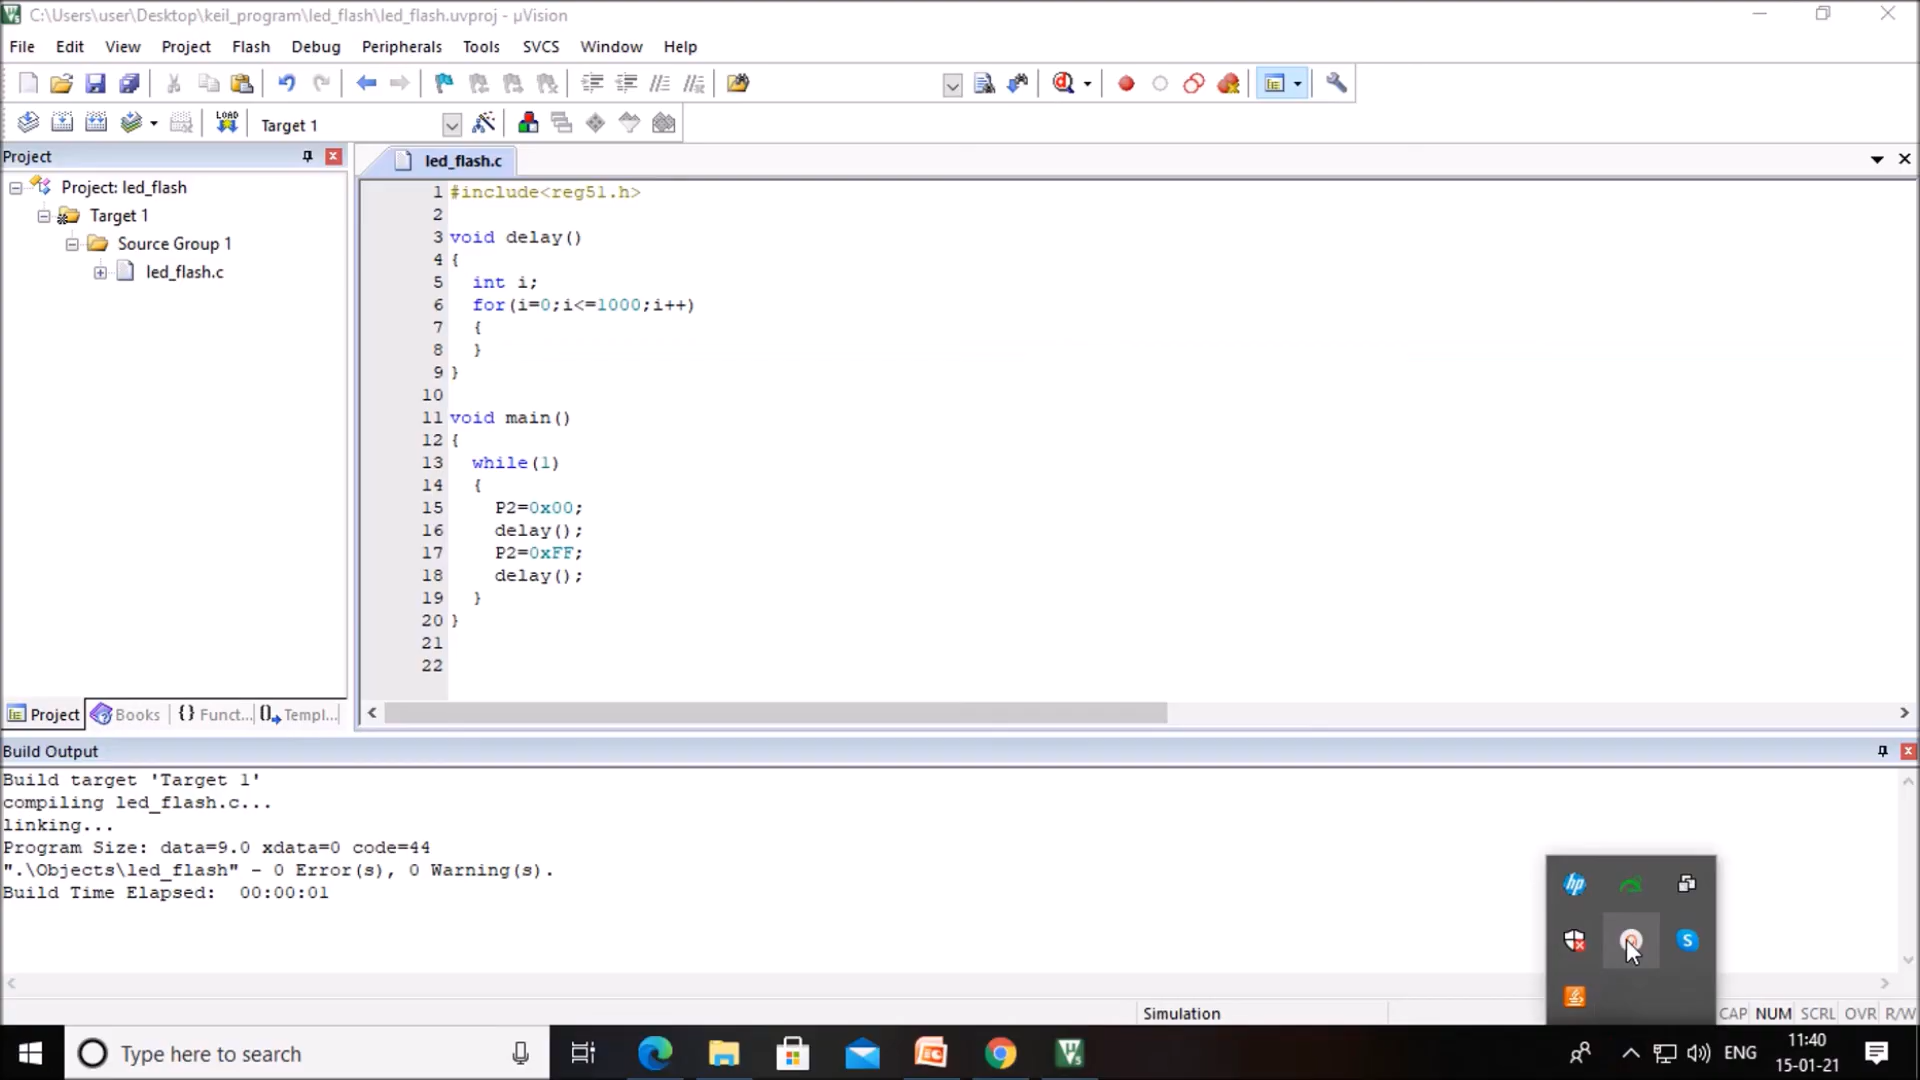 C:\Users\user\Desktop\keil_program\led_flash\led_flash.uvproj - µVision
File Edit View Project Flash Debug Peripherals Tools SVCS Window Help
LOAD Target 1
Project
led_flash.c
Project: led_flash
Target 1
Source Group 1
led_flash.c
1 #include<reg51.h>
2
3 void delay()
4 {
5 int i;
6 for(i=0;i<=1000;i++)
7 {
8 }
9 }
10
11 void main()
12 {
13 while(1)
14 {
15 P2=0x00;
16 delay();
17 P2=0xFF;
18 delay();
19 }
20 }
21
22
Project Books {} Funct... Templ...
Build Output
Build target 'Target 1'
compiling led_flash.c...
linking...
Program Size: data=9.0 xdata=0 code=44
".\Objects\led_flash" - 0 Error(s), 0 Warning(s).
Build Time Elapsed:  00:00:01
hp
S
Simulation
CAP NUM SCRL OVR R/W
Type here to search
ENG
11:40
15-01-21